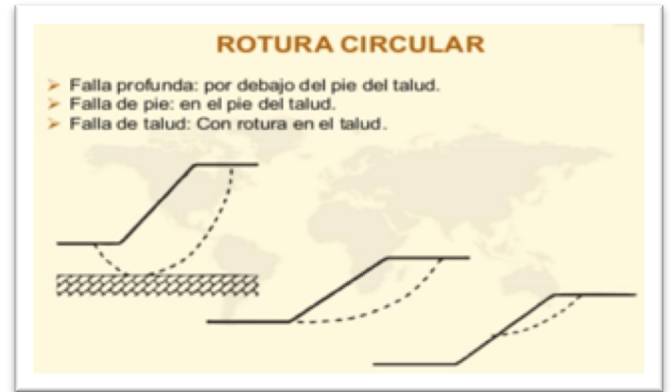 ROTURA CIRCULAR
➢ Falla profunda: por debajo del pie del talud.
➢ Falla de pie: en el pie del talud.
➢ Falla de talud: Con rotura en el talud.